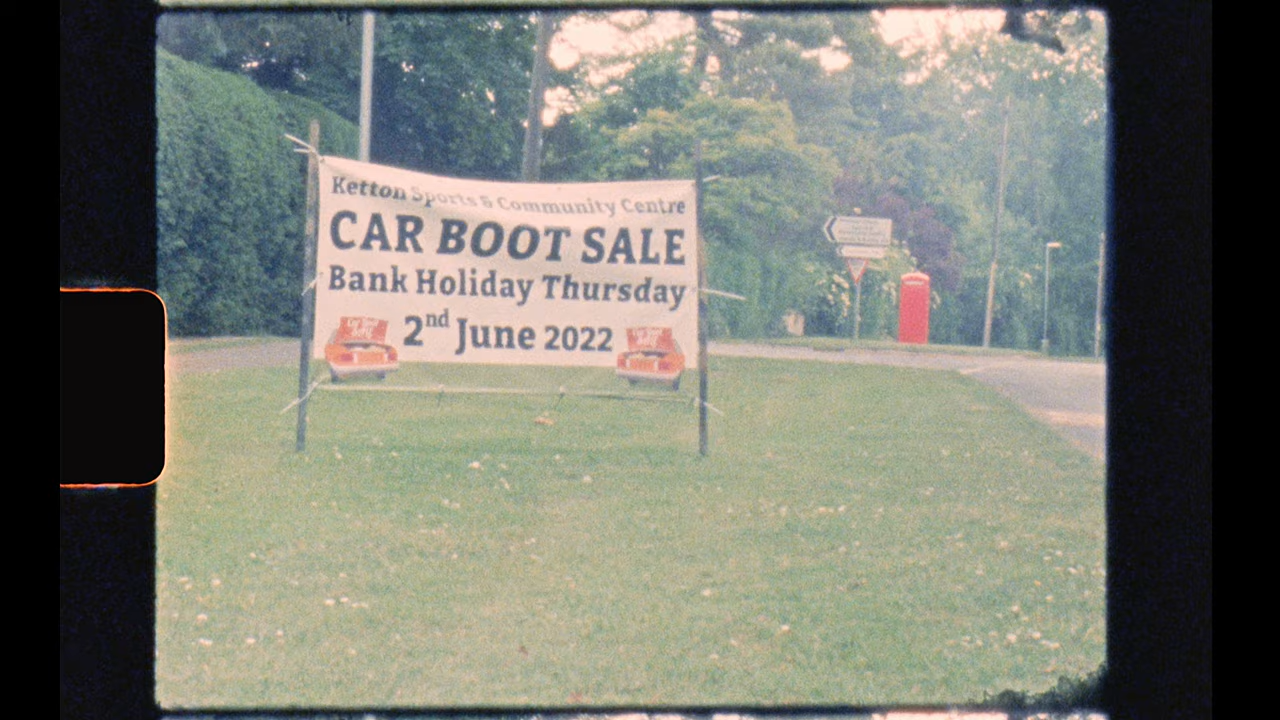 Ketton Sports & Community Centre
CAR BOOT SALE
Bank Holiday Thursday
2nd June 2022